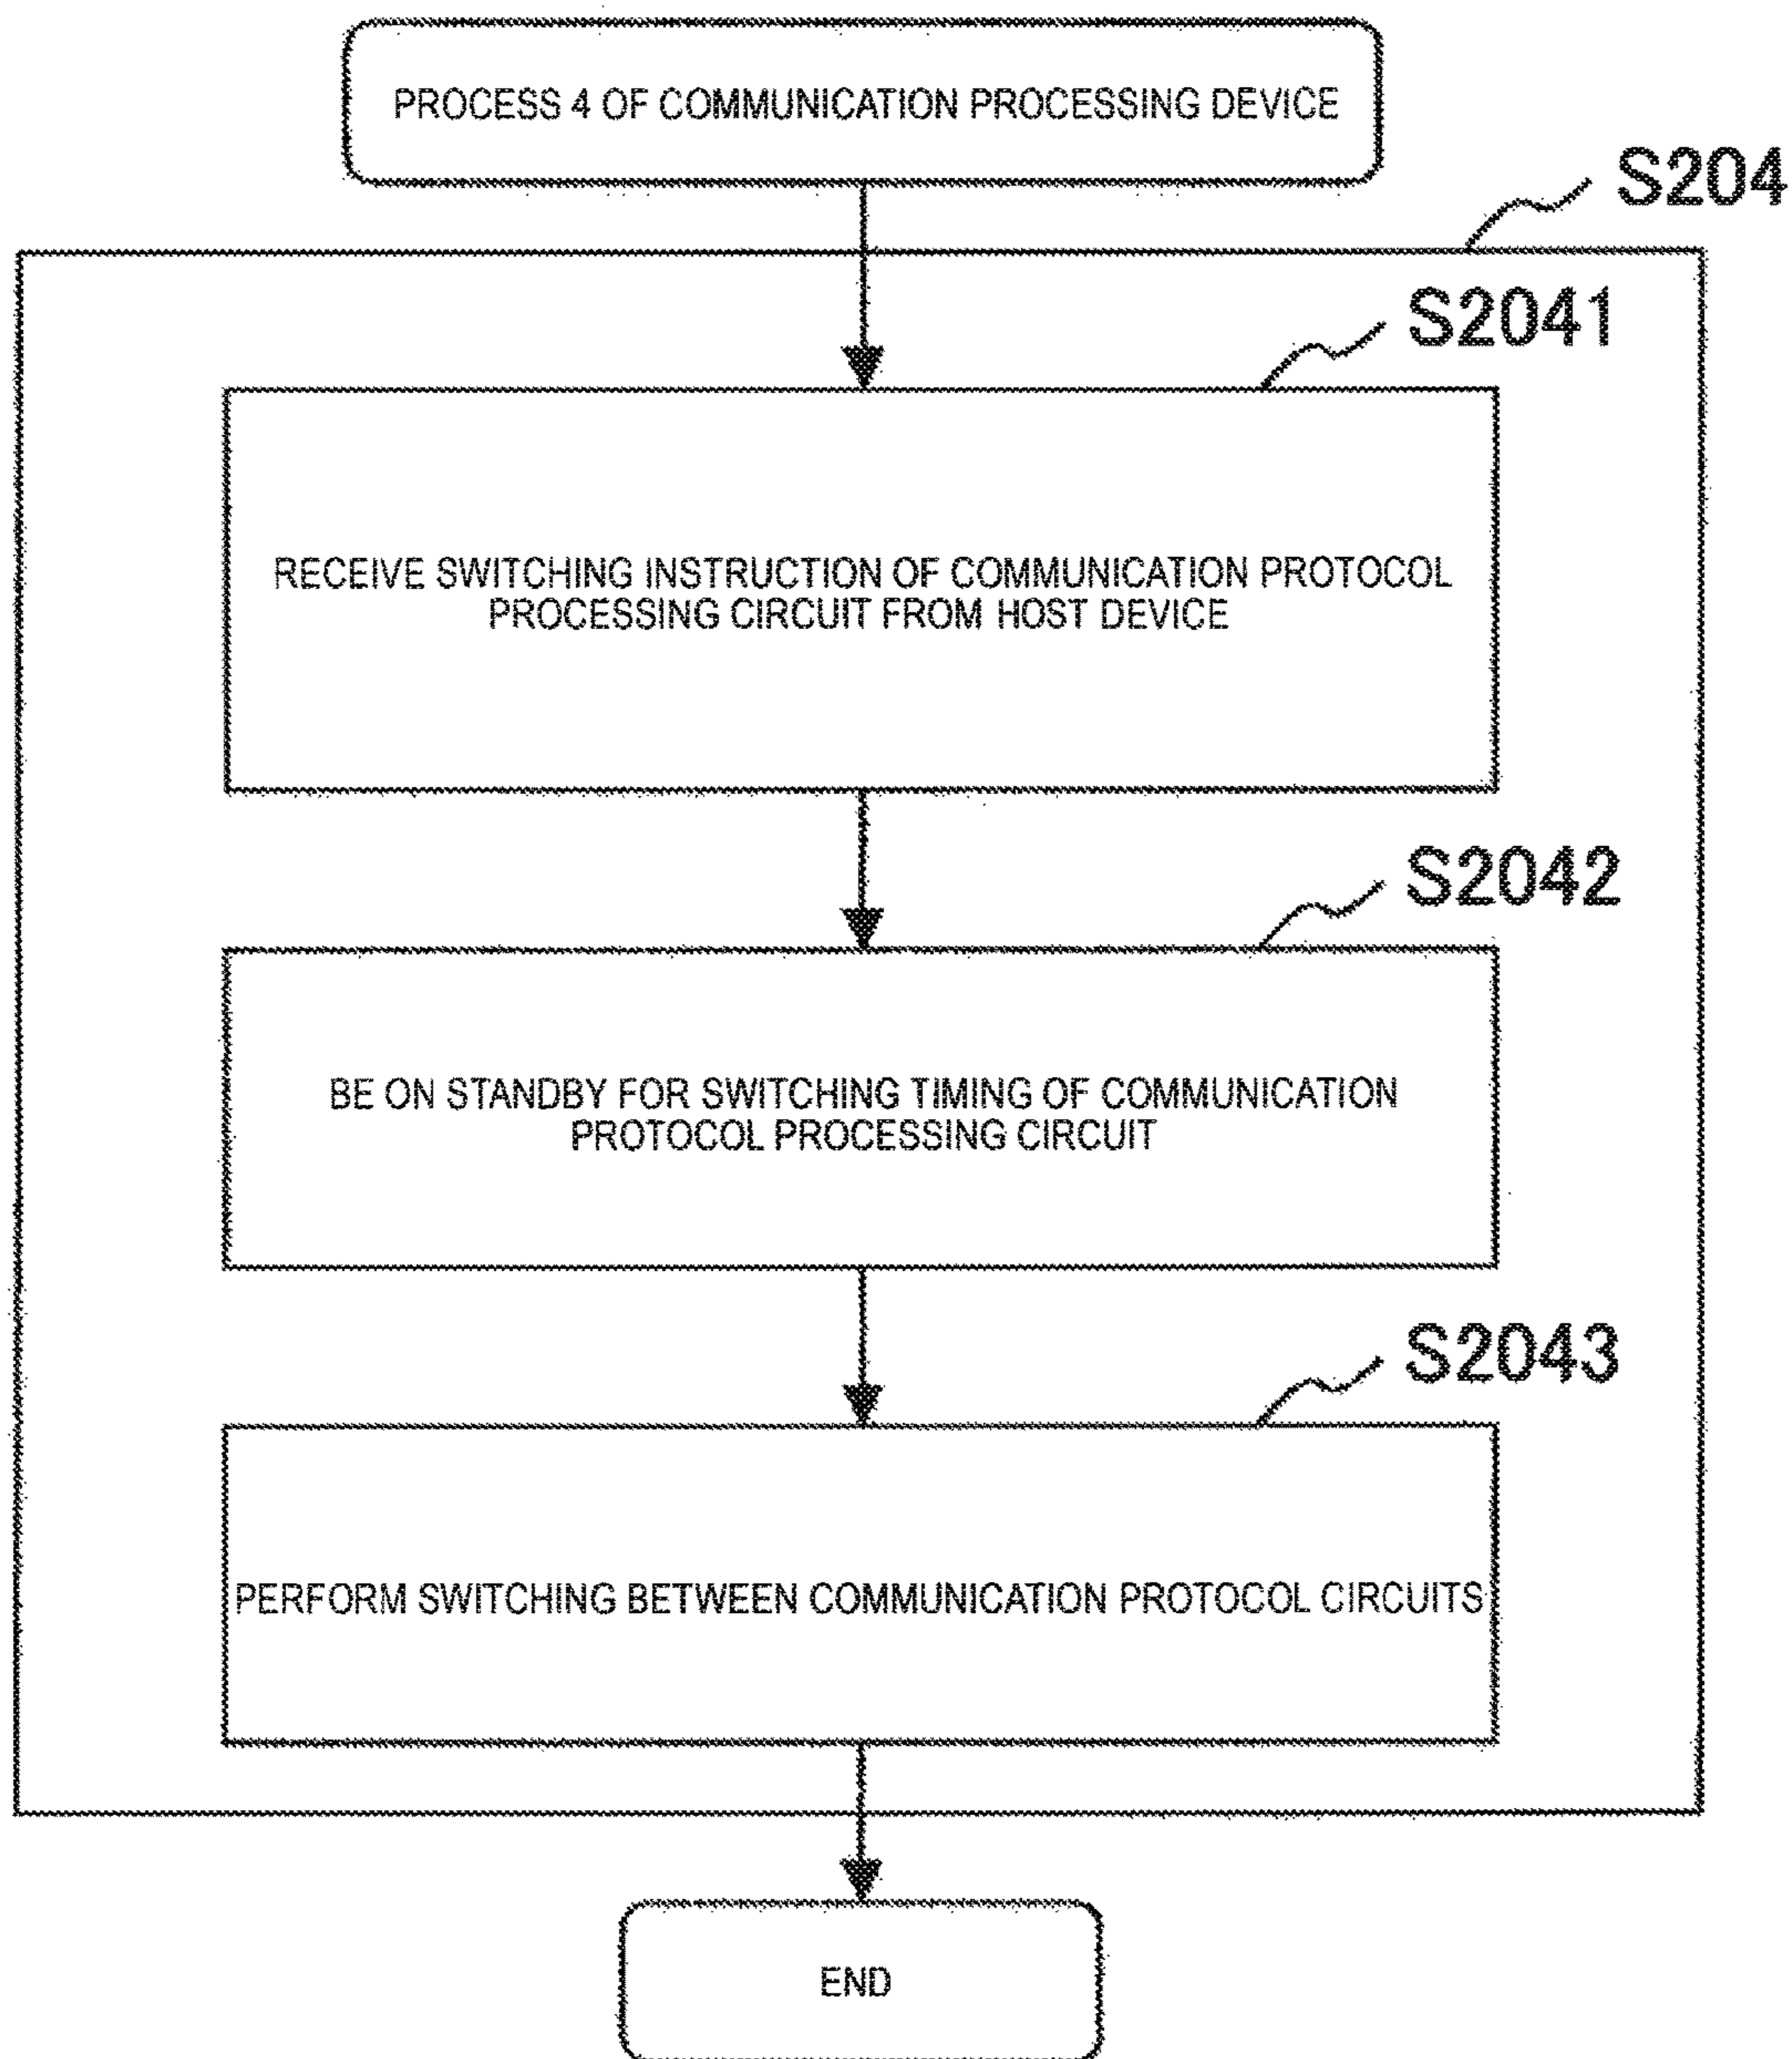 PROCESS 4 OF COMMUNICATION PROCESSING DEVICE
S204
S2041
RECEIVE SWITCHING INSTRUCTION OF COMMUNICATION PROTOCOL
PROCESSING CIRCUIT FROM HOST DEVICE
S2042
BE ON STANDBY FOR SWITCHING TIMING OF COMMUNICATION
PROTOCOL PROCESSING CIRCUIT
S2043
PERFORM SWITCHING BETWEEN COMMUNICATION PROTOCOL CIRCUITS
END